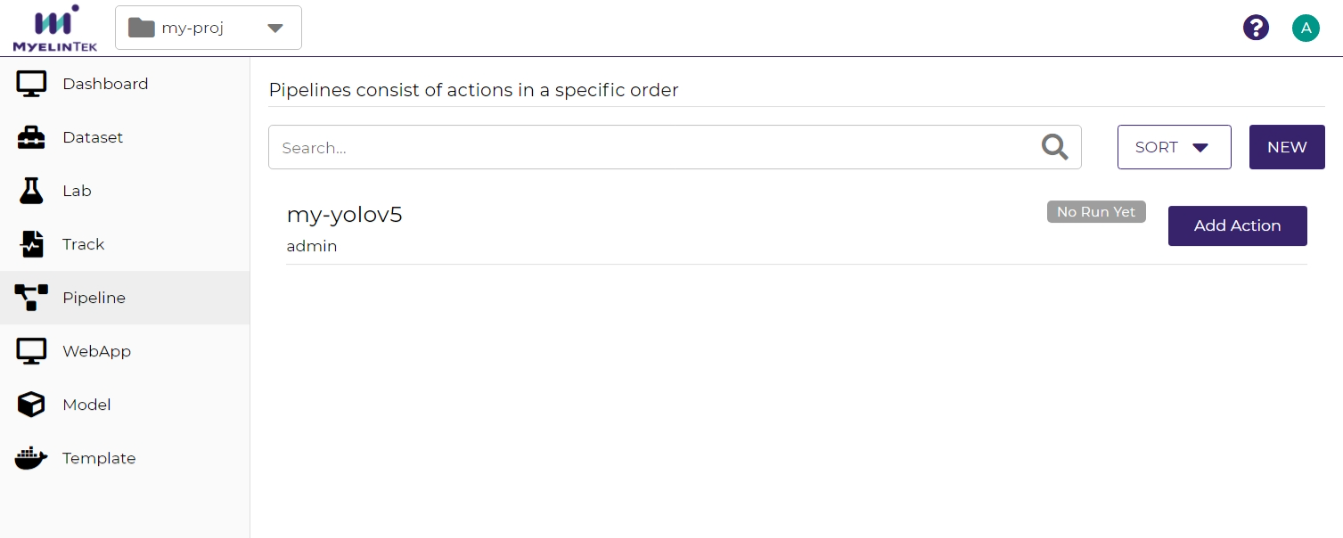 MYELINTEK
my-proj
?
A
Dashboard
Dataset
Lab
Track
Pipeline
WebApp
Model
Template
Pipelines consist of actions in a specific order
Search...
SORT
NEW
my-yolov5
admin
No Run Yet
Add Action